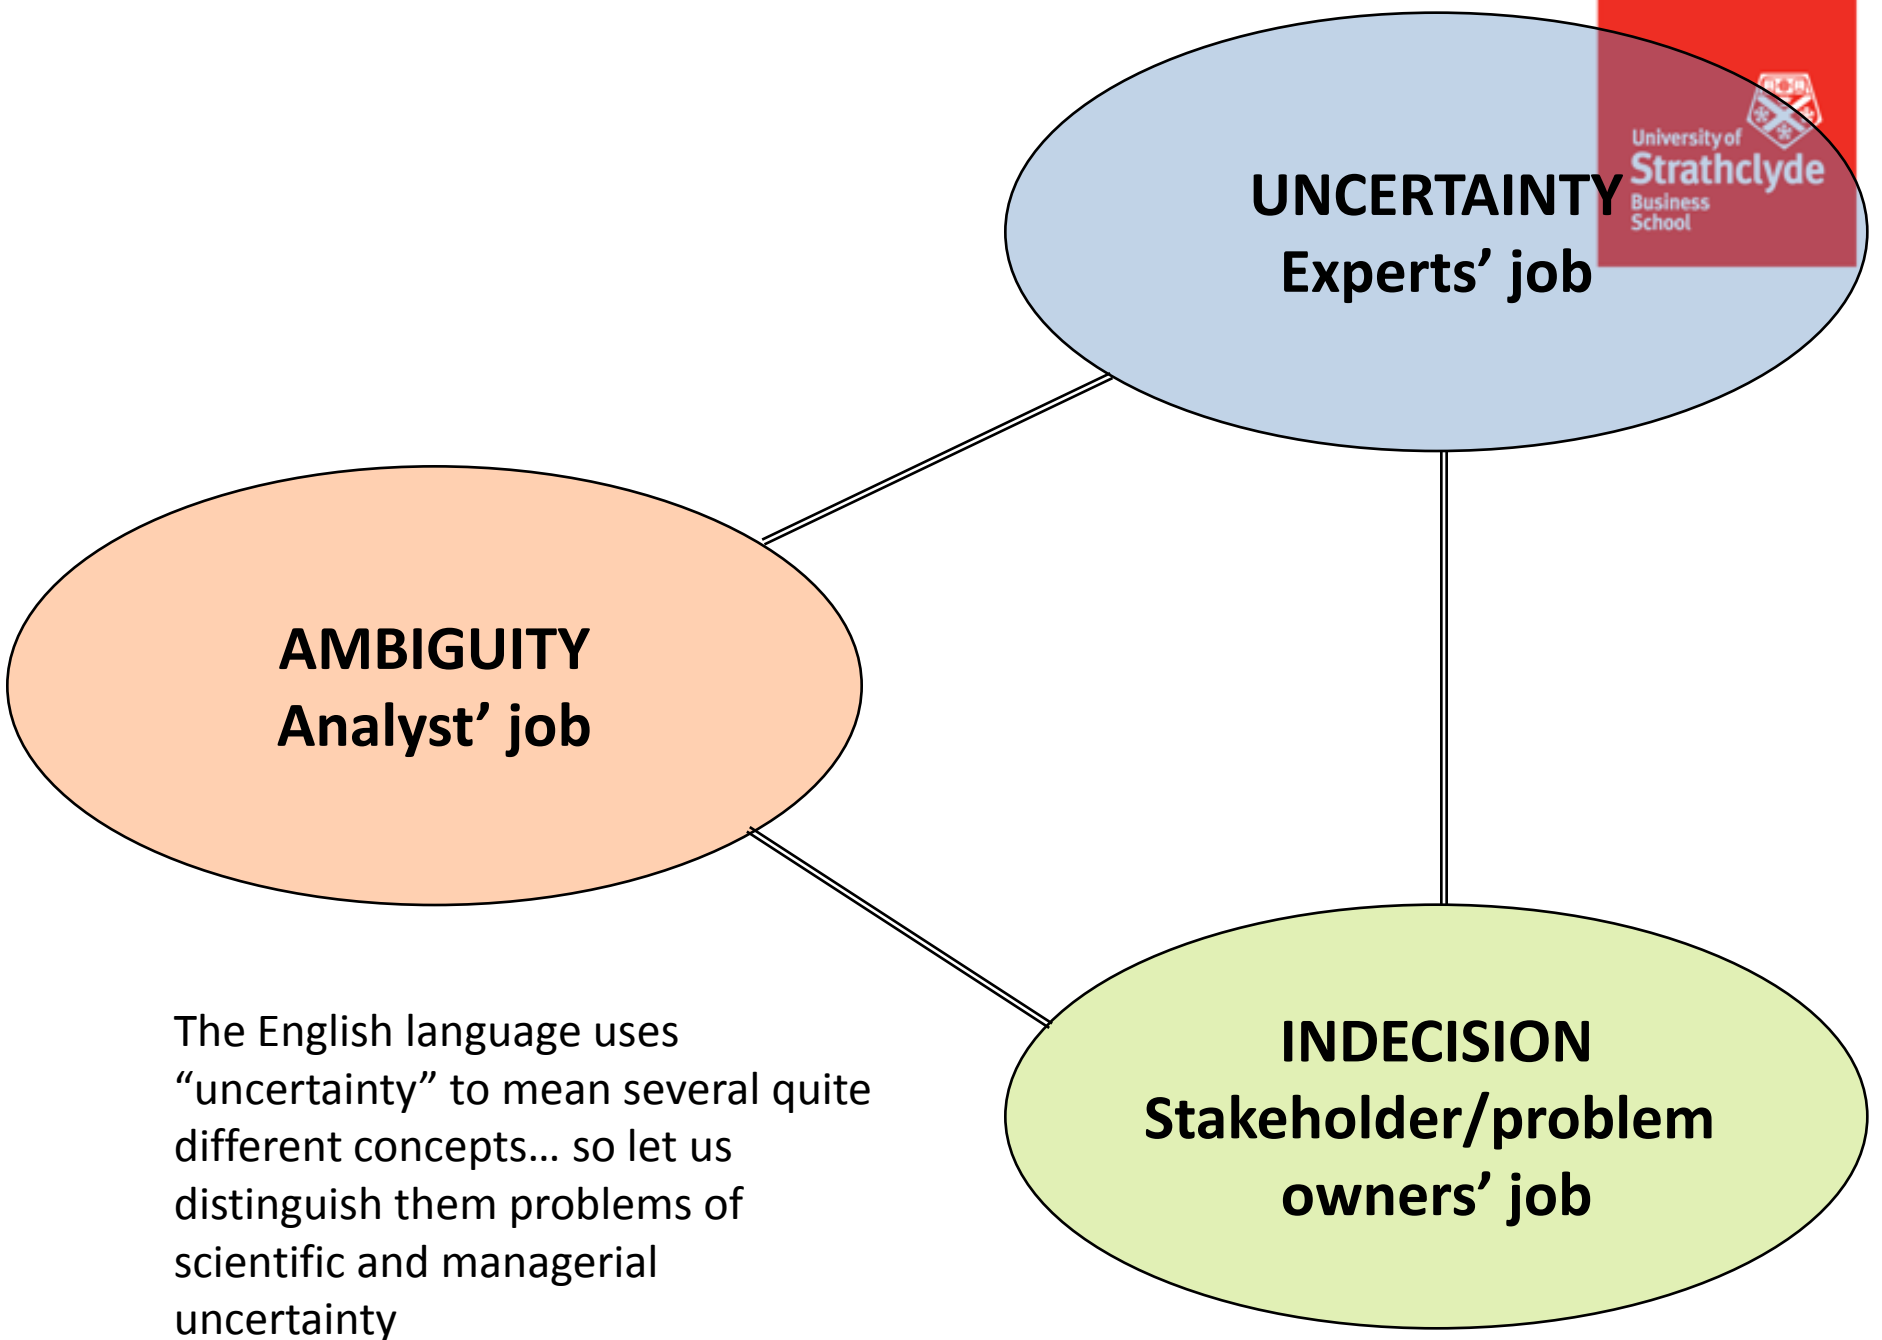 University of
Strathclyde
Business
School
UNCERTAINTY
Experts’ job
AMBIGUITY
Analyst’ job
INDECISION
Stakeholder/problem
owners’ job
The English language uses
“uncertainty” to mean several quite
different concepts... so let us
distinguish them problems of
scientific and managerial
uncertainty